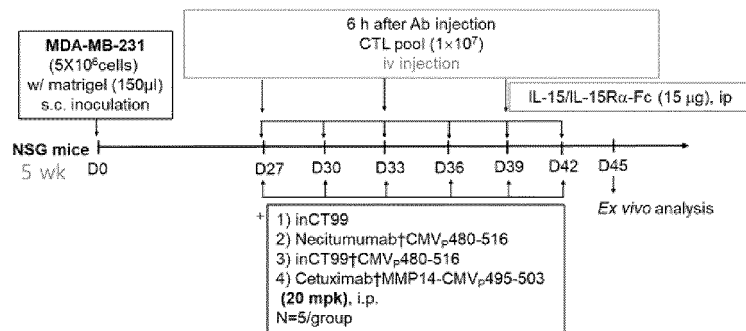 6 h after Ab injection
CTL pool (1×10⁷)
iv injection
MDA-MB-231
(5X10⁶cells)
w/ matrigel (150μl)
s.c. inoculation
IL-15/IL-15Rα-Fc (15 μg), ip
NSG mice
5 wk
D0
D27
D30
D33
D36
D39
D42
D45
Ex vivo analysis
+
1) inCT99
2) Necitumumab†CMVₚ480-516
3) inCT99†CMVₚ480-516
4) Cetuximab†MMP14-CMVₚ495-503
(20 mpk), i.p.
N=5/group